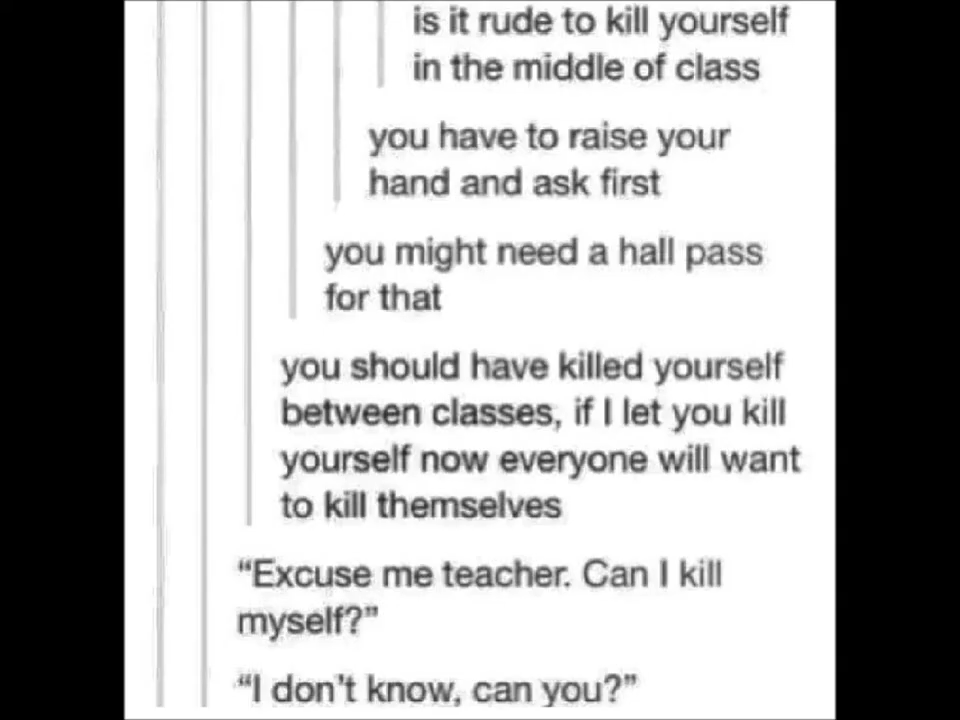 is it rude to kill yourself
in the middle of class
you have to raise your
hand and ask first
you might need a hall pass
for that
you should have killed yourself
between classes, if I let you kill
yourself now everyone will want
to kill themselves
“Excuse me teacher. Can I kill
myself?”
“I don't know, can you?”